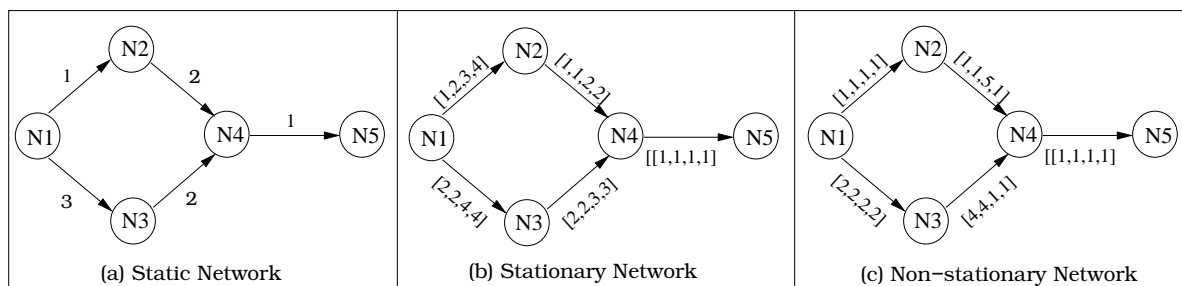 N2
1
2
N1
N4
1
N5
3
2
N3
(a) Static Network
N2
[1,2,3,4]
[1,1,2,2]
N1
N4
N5
[[1,1,1,1]
[2,2,4,4]
[2,2,3,3]
N3
(b) Stationary Network
N2
[1,1,1,1]
[1,1,5,1]
N1
N4
N5
[[1,1,1,1]
[2,2,2,2]
[4,4,1,1]
N3
(c) Non−stationary Network